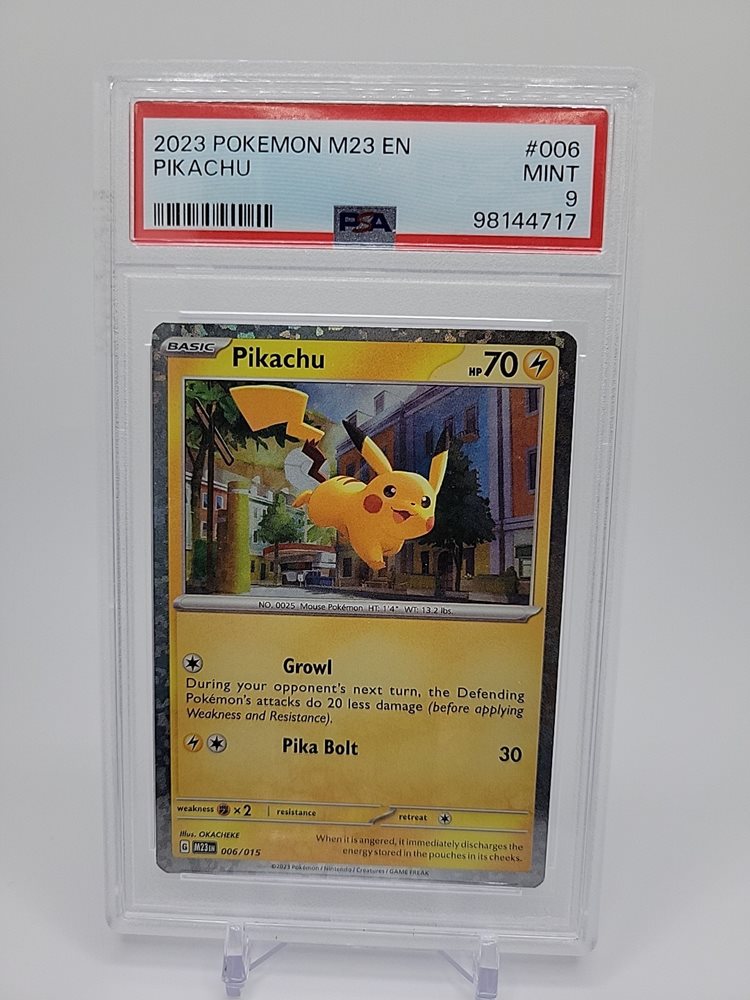 2023 POKEMON M23 EN #006
PIKACHU MINT
9
PSA 98144717
BASIC Pikachu HP 70
NO. 0025 Mouse Pokémon HT: 1'4" WT: 13.2 lbs.
Growl
During your opponent's next turn, the Defending
Pokémon's attacks do 20 less damage (before applying
Weakness and Resistance).
Pika Bolt 30
weakness ×2 resistance retreat
Illus. OKACHEKE
When it is angered, it immediately discharges the
G M23 EN 006/015 energy stored in the pouches in its cheeks.
©2023 Pokémon / Nintendo / Creatures / GAME FREAK